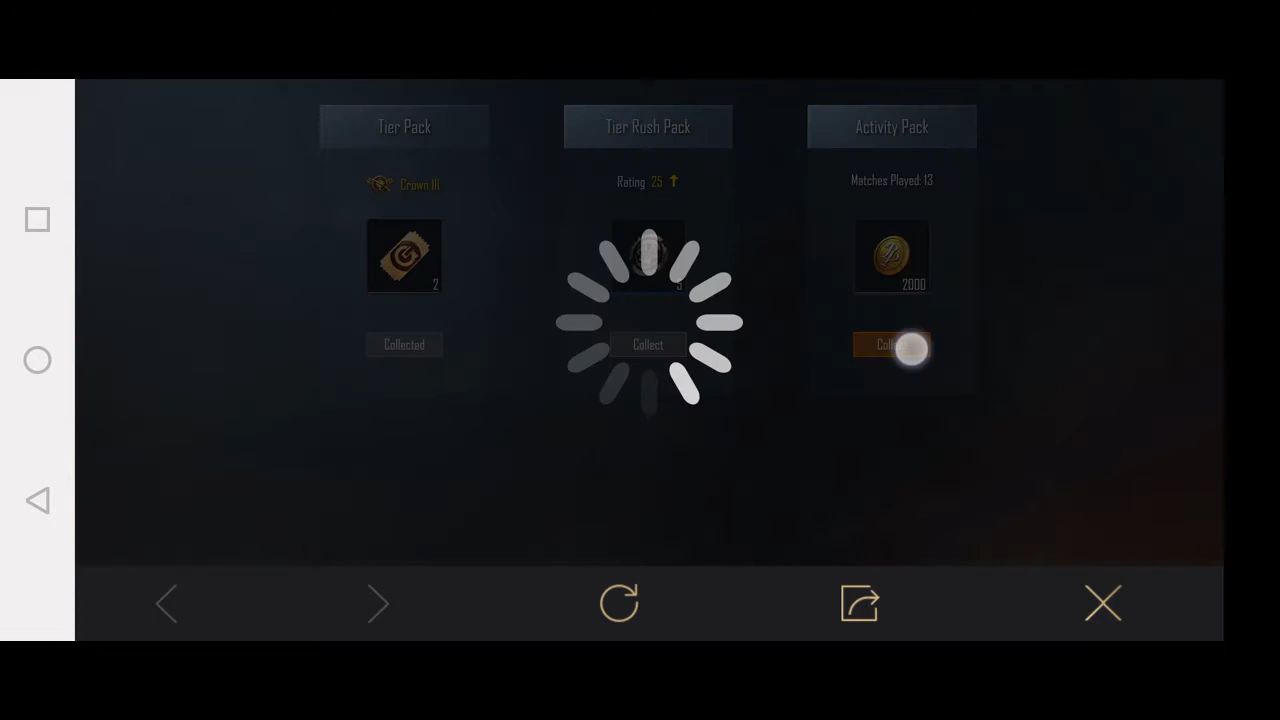 Tier Pack
Tier Rush Pack
Activity Pack
Crown III
Rating 25
Matches Played: 13
2
2000
Collected
Collect